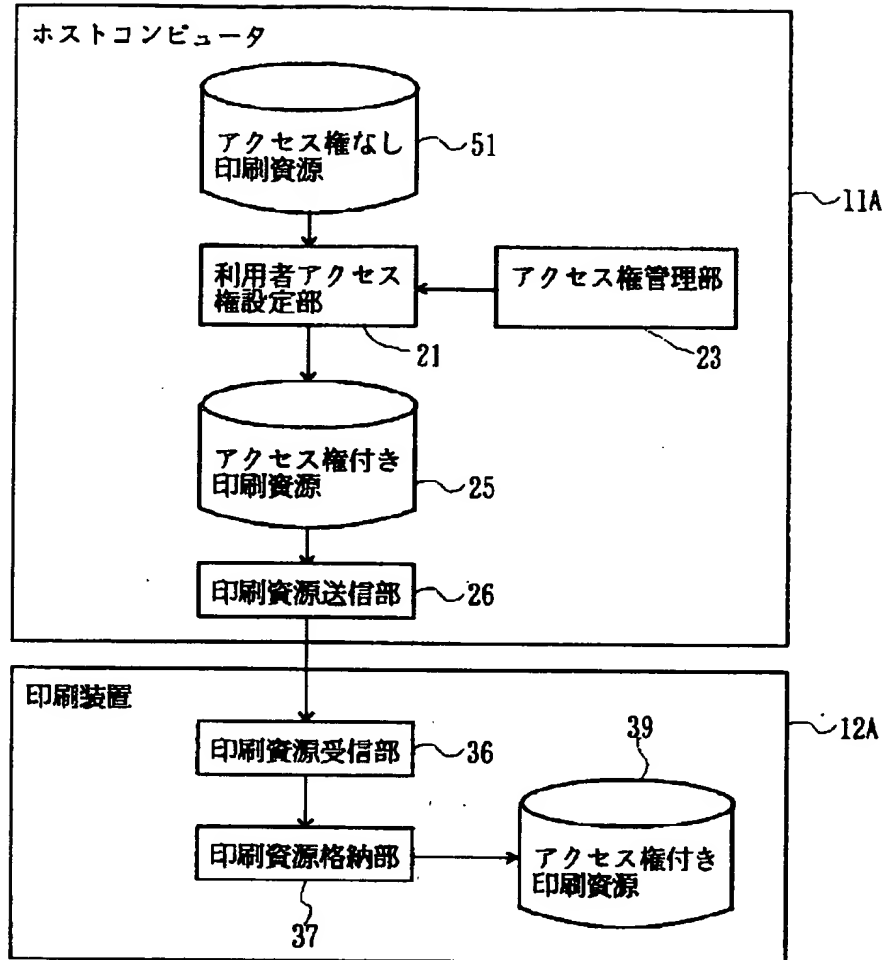 ホストコンピュータ
アクセス権なし
印刷資源
51
11A
利用者アクセス
権設定部
アクセス権管理部
21
23
アクセス権付き
印刷資源
25
印刷資源送信部
26
印刷装置
12A
印刷資源受信部
36
39
印刷資源格納部
アクセス権付き
印刷資源
37